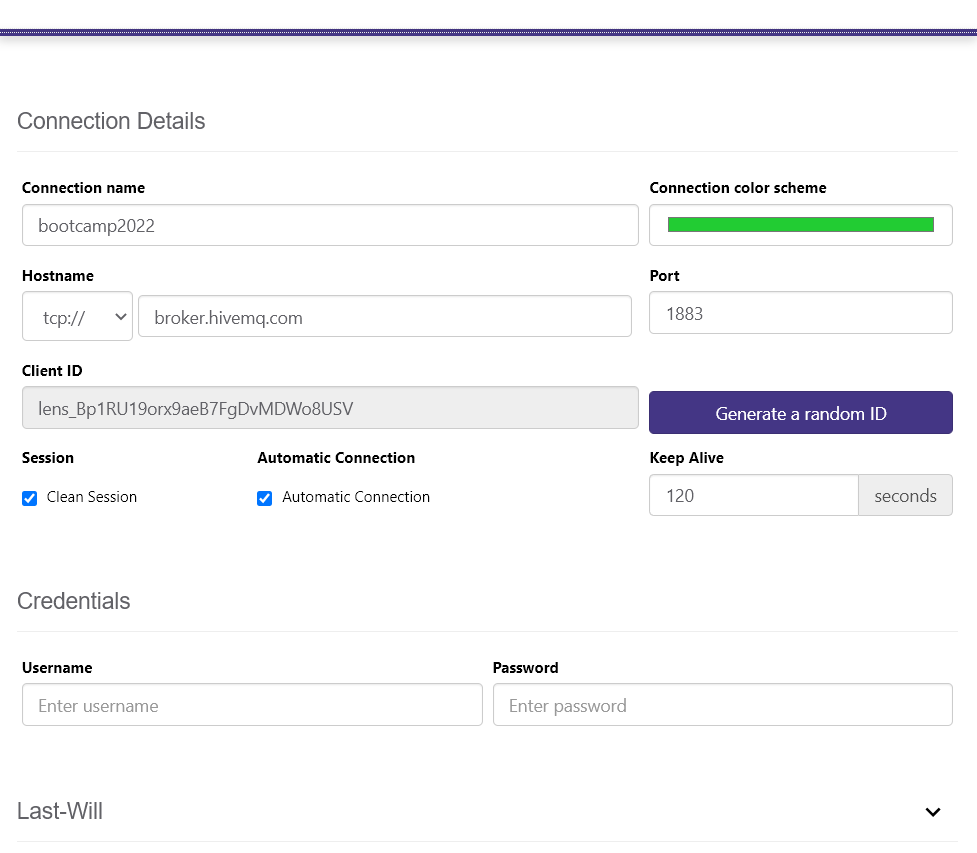 Connection Details
Connection name
Connection color scheme
bootcamp2022
Hostname
Port
tcp://
broker.hivemq.com
1883
Client ID
lens_Bp1RU19orx9aeB7FgDvMDWo8USV
Generate a random ID
Session
Automatic Connection
Keep Alive
Clean Session
Automatic Connection
120
seconds
Credentials
Username
Password
Enter username
Enter password
Last-Will